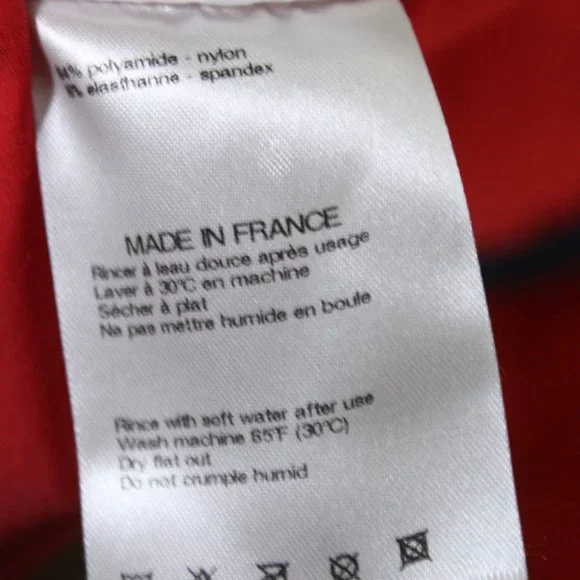 polyamide - nylon
elasthanne - spandex
MADE IN FRANCE
Rincer à leau douce après usage
Laver à 30°C en machine
Sècher à plat
Ne pas mettre humide en boule
Rince with soft water after use
Wash machine 85°F (30°C)
Dry flat out
Do not crumple humid